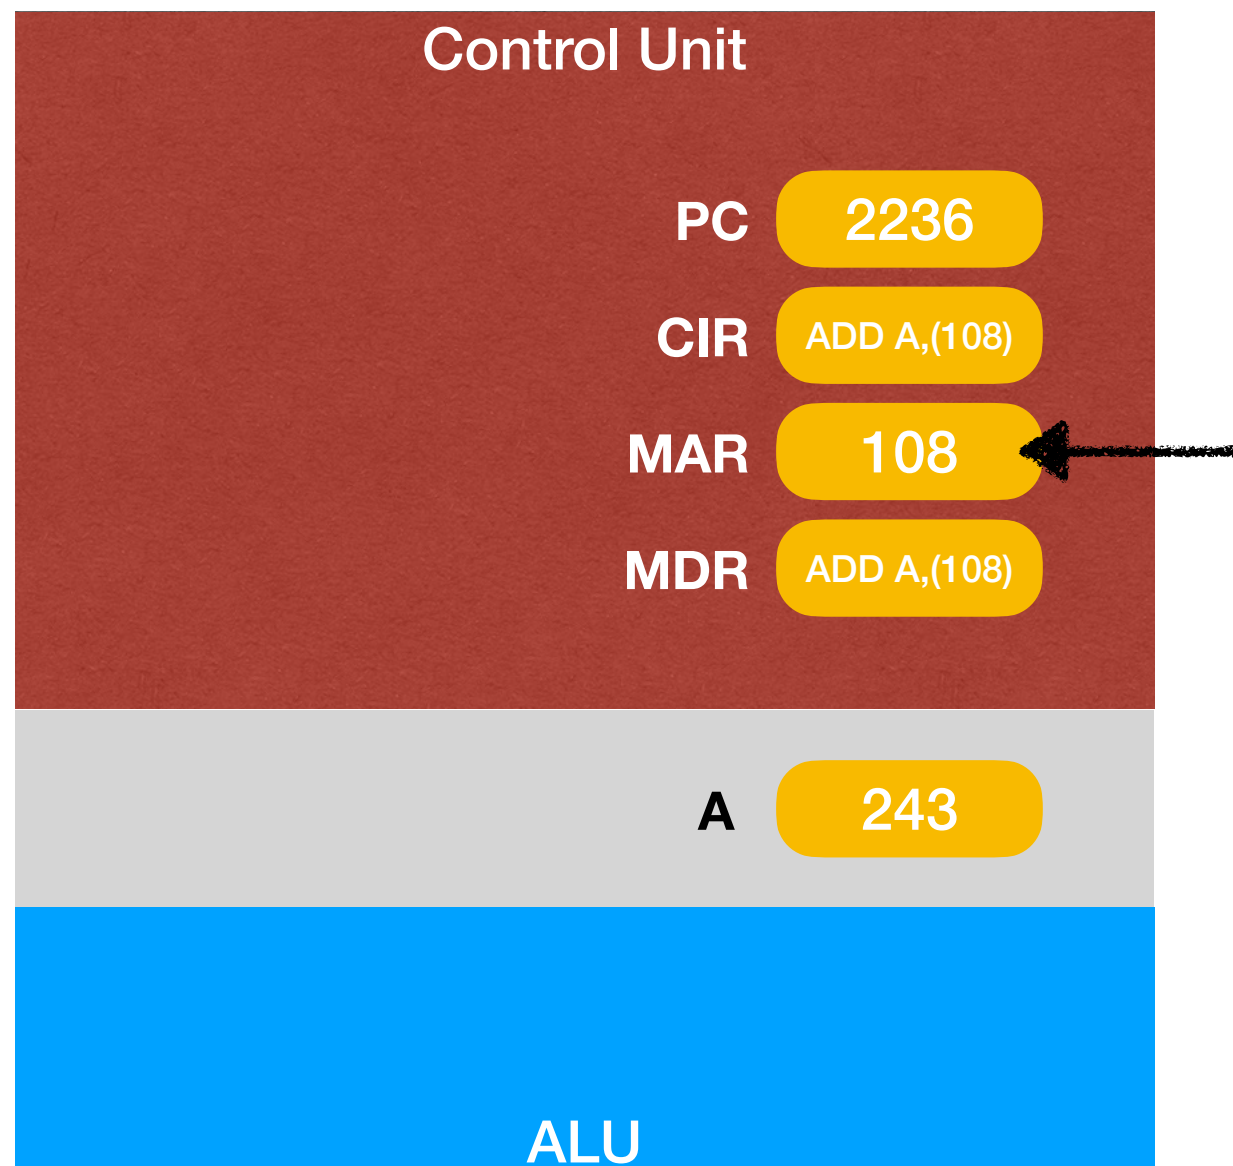 Control Unit
PC 2236
CIR ADD A,(108)
MAR 108
MDR ADD A,(108)
A 243
ALU